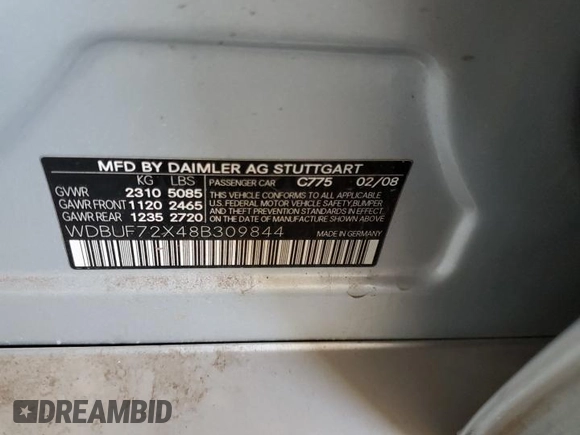 MFD BY DAIMLER AG STUTTGART
KG LBS PASSENGER CAR C775 02/08
GVWR 2310 5085 THIS VEHICLE CONFORMS TO ALL APPLICABLE
GAWR FRONT 1120 2465 U.S. FEDERAL MOTOR VEHICLE SAFETY, BUMPER
GAWR REAR 1235 2720 AND THEFT PREVENTION STANDARDS IN EFFECT
ON THE DATE OF MANUFACTURE SHOWN ABOVE.
WDBUF72X48B309844 MADE IN GERMANY
DREAMBID